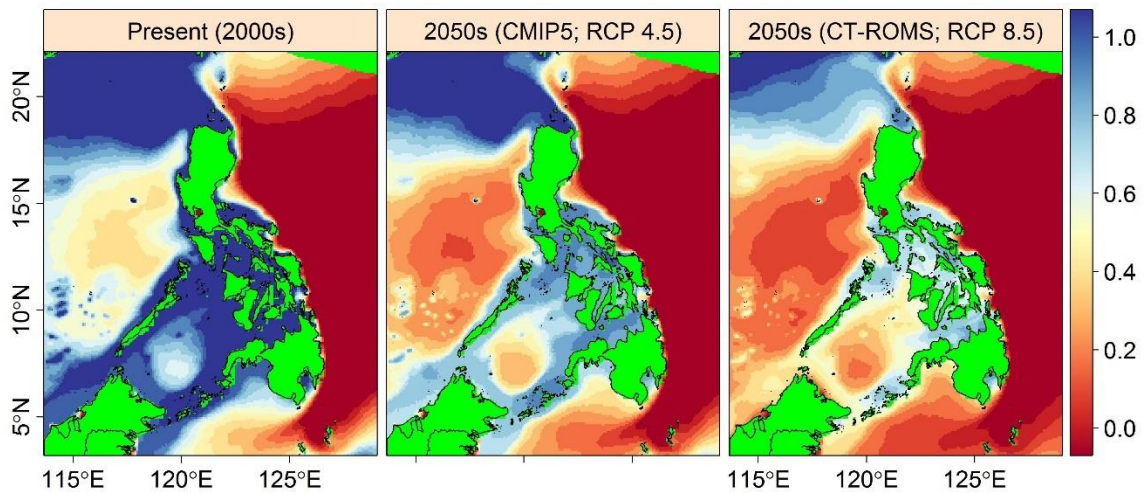 Present (2000s) 2050s (CMIP5; RCP 4.5) 2050s (CT-ROMS; RCP 8.5)
1.0
20°N
0.8
15°N
0.6
0.4
10°N
0.2
5°N
0.0
115°E 120°E 125°E 115°E 120°E 125°E